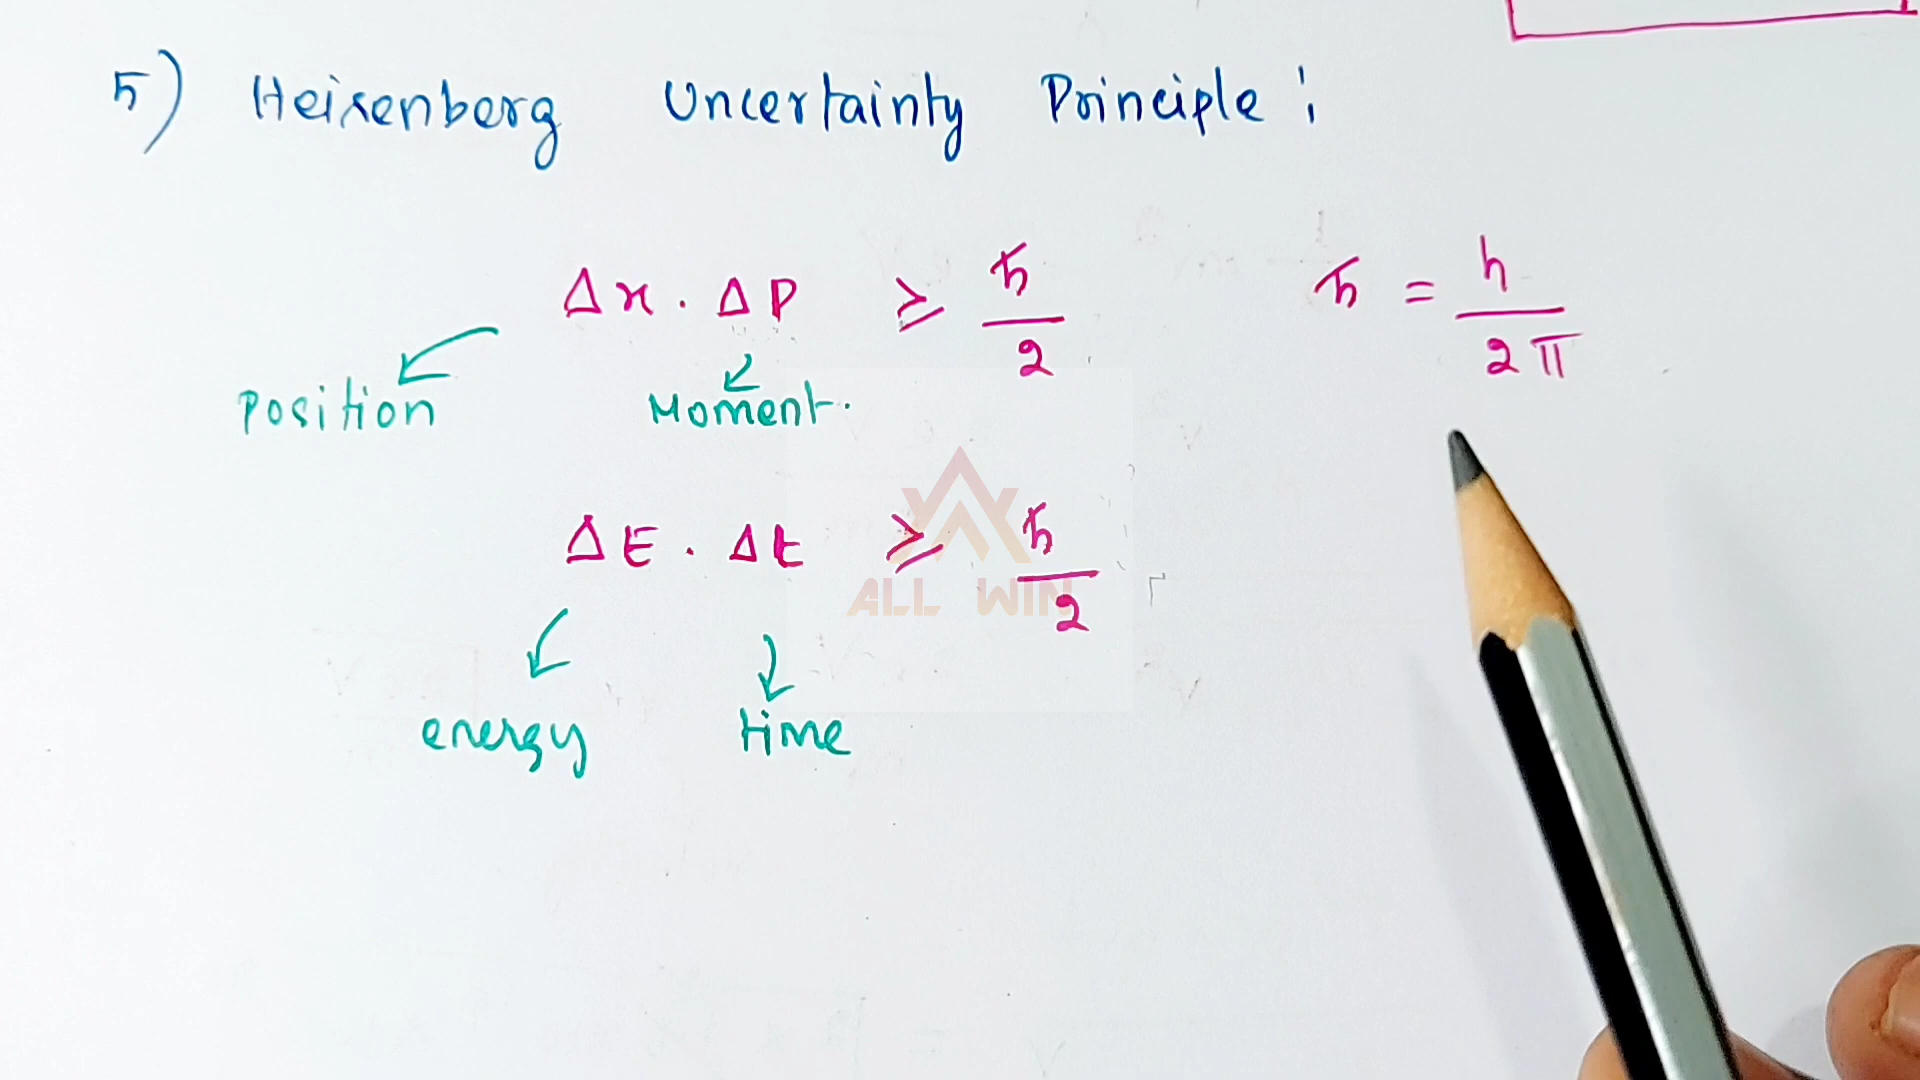 5) Heisenberg Uncertainty Principle :
Δx . ΔP ≥ ℏ/2
ℏ = h/2π
Position Moment.
ΔE . Δt ≥ ℏ/2
ALL WIN
energy time